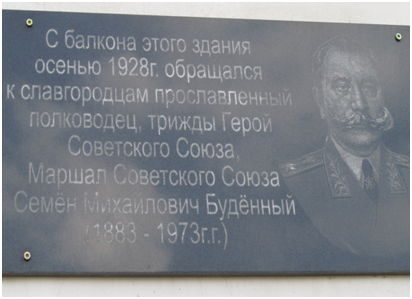 С балкона этого здания
осенью 1928г. обращался
к славгородцам прославленный
полководец, трижды Герой
Советского Союза,
Маршал Советского Союза
Семён Михайлович Будённый
(1883 - 1973г.г.)